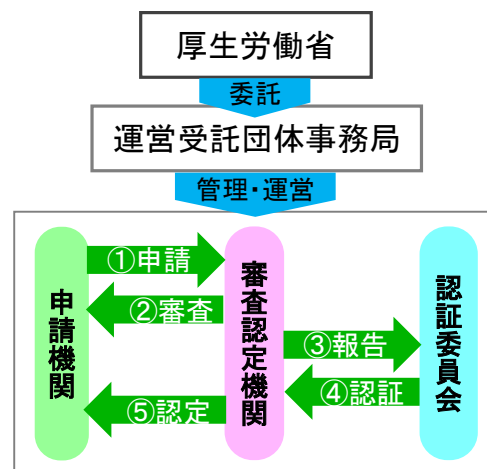 厚生労働省
委託
運営受託団体事務局
管理・運営
申請機関
①申請
②審査
⑤認定
審査認定機関
③報告
④認証
認証委員会